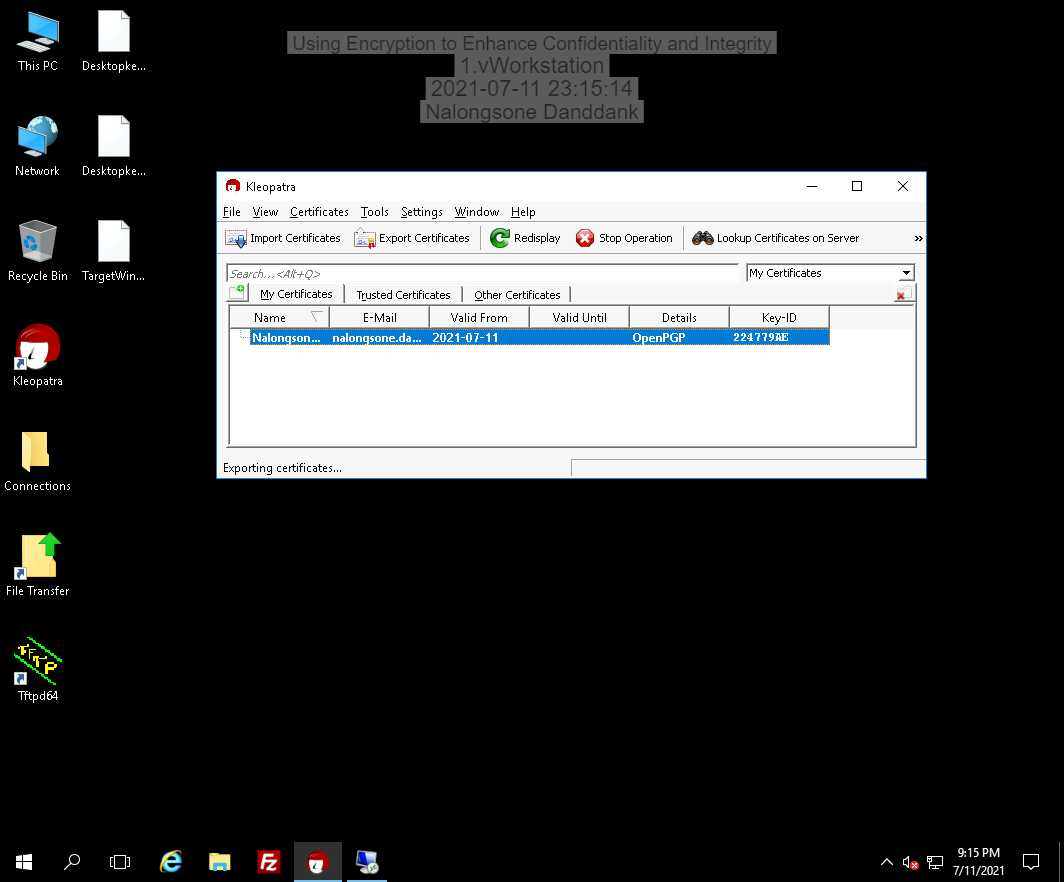 Using Encryption to Enhance Confidentiality and Integrity
1.vWorkstation
2021-07-11 23:15:14
Nalongsone Danddank
This PC
Desktopke...
Network
Desktopke...
Recycle Bin
TargetWin...
Kleopatra
Connections
File Transfer
TFTP
Tftpd64
Kleopatra
File View Certificates Tools Settings Window Help
Import Certificates Export Certificates Redisplay Stop Operation Lookup Certificates on Server »
Search...<Alt+Q> My Certificates
My Certificates Trusted Certificates Other Certificates
Name E-Mail Valid From Valid Until Details Key-ID
Nalongson... nalongsone.da... 2021-07-11 OpenPGP 224779AE
Exporting certificates...
Fz
9:15 PM
7/11/2021